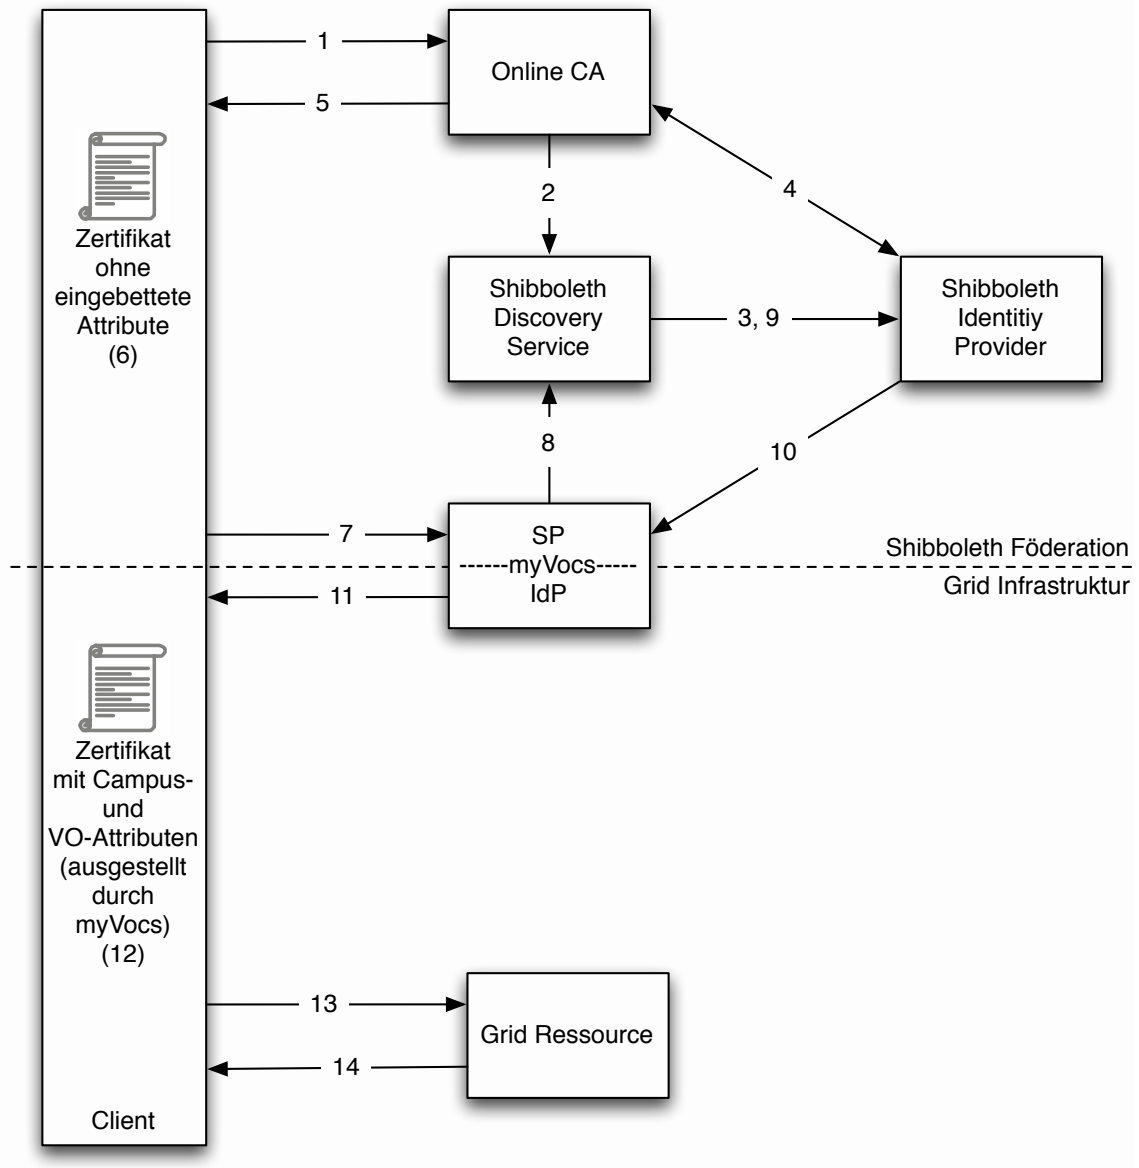 1
Online CA
5
2
4
Zertifikat
ohne
eingebettete
Attribute
(6)
Shibboleth
Discovery
Service
3, 9
Shibboleth
Identitiy
Provider
8
10
7
SP
myVocs
IdP
Shibboleth Föderation
Grid Infrastruktur
11
Zertifikat
mit Campus-
und
VO-Attributen
(ausgestellt
durch
myVocs)
(12)
13
Grid Ressource
14
Client